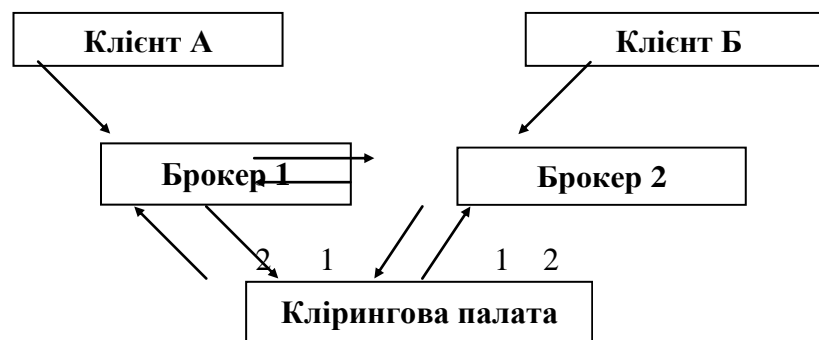 Клієнт А
Клієнт Б
Брокер 1
Брокер 2
2 1 1 2
Клірингова палата